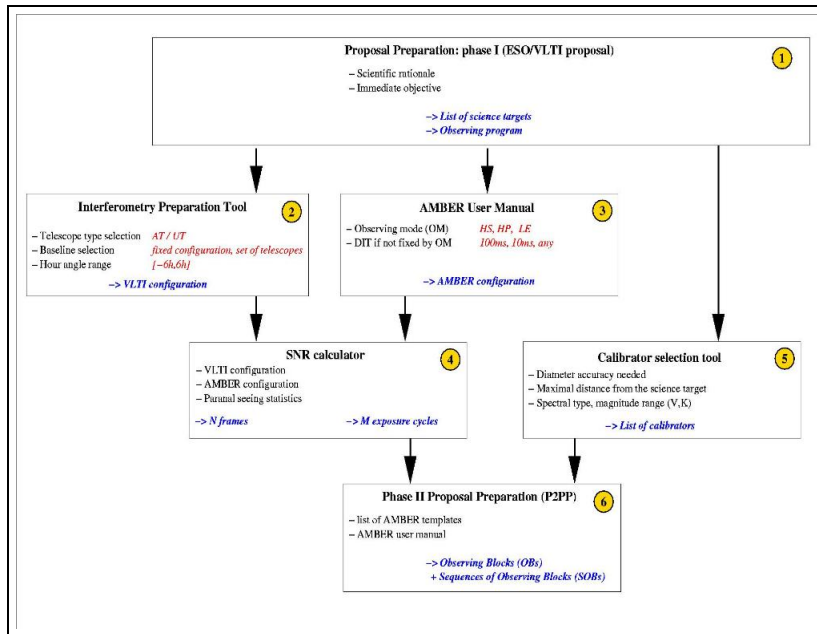 Proposal Preparation: phase I (ESO/VLTI proposal)
1
– Scientific rationale
– Immediate objective
–> List of science targets
–> Observing program
Interferometry Preparation Tool
2
– Telescope type selection AT / UT
– Baseline selection fixed configuration, set of telescopes
– Hour angle range [–6h,6h]
–> VLTI configuration
AMBER User Manual
3
– Observing mode (OM) HS, HP, LE
– DIT if not fixed by OM 100ms, 10ms, any
–> AMBER configuration
SNR calculator
4
– VLTI configuration
– AMBER configuration
– Paranal seeing statistics
–> N frames –> M exposure cycles
Calibrator selection tool
5
– Diameter accuracy needed
– Maximal distance from the science target
– Spectral type, magnitude range (V,K)
–> List of calibrators
Phase II Proposal Preparation (P2PP)
6
– list of AMBER templates
– AMBER user manual
–> Observing Blocks (OBs)
+ Sequences of Observing Blocks (SOBs)